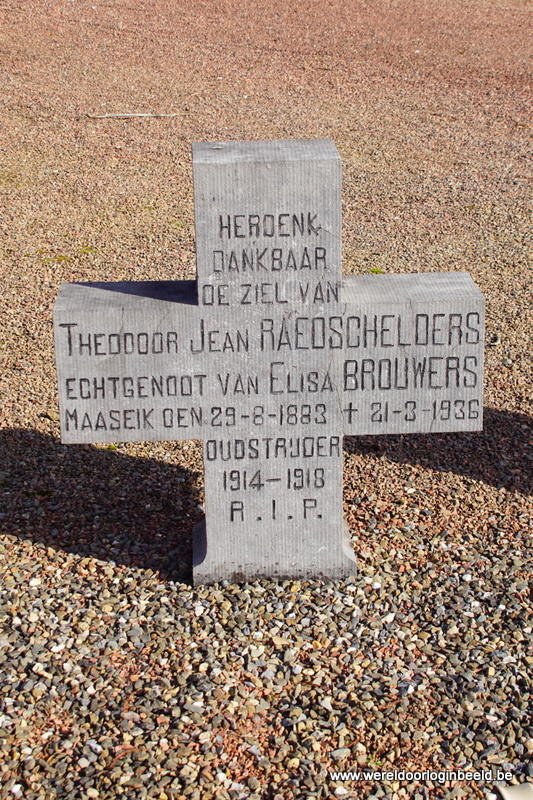 HERDENK
DANKBAAR
DE ZIEL VAN
THEODOOR JEAN RAEDSCHELDERS
ECHTGENOOT VAN ELISA BROUWERS
MAASEIK DEN 29-8-1883 † 21-3-1936
OUDSTRIJDER
1914-1918
R.I.P.
www.wereldoorloginbeeld.be